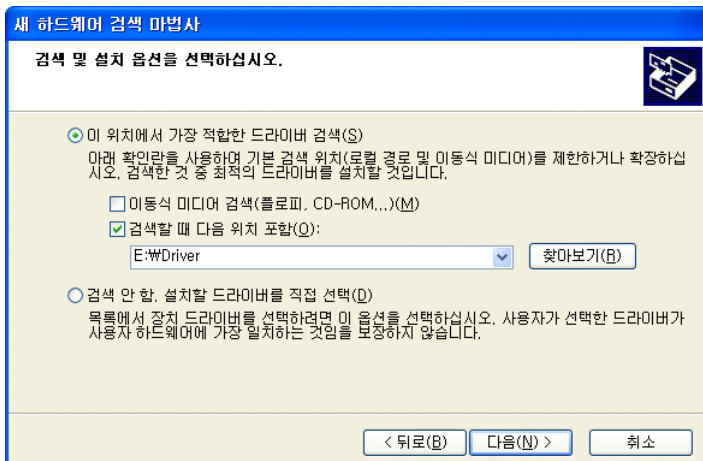 새 하드웨어 검색 마법사
검색 및 설치 옵션을 선택하십시오.
이 위치에서 가장 적합한 드라이버 검색(S)
아래 확인란을 사용하여 기본 검색 위치(로컬 경로 및 이동식 미디어)를 제한하거나 확장하십
시오. 검색한 것 중 최적의 드라이버를 설치할 것입니다.
이동식 미디어 검색(플로피, CD-ROM...)(M)
검색할 때 다음 위치 포함(O):
E:₩Driver
찾아보기(R)
검색 안 함. 설치할 드라이버를 직접 선택(D)
목록에서 장치 드라이버를 선택하려면 이 옵션을 선택하십시오. 사용자가 선택한 드라이버가
사용자 하드웨어에 가장 일치하는 것임을 보장하지 않습니다.
< 뒤로(B) 다음(N) > 취소